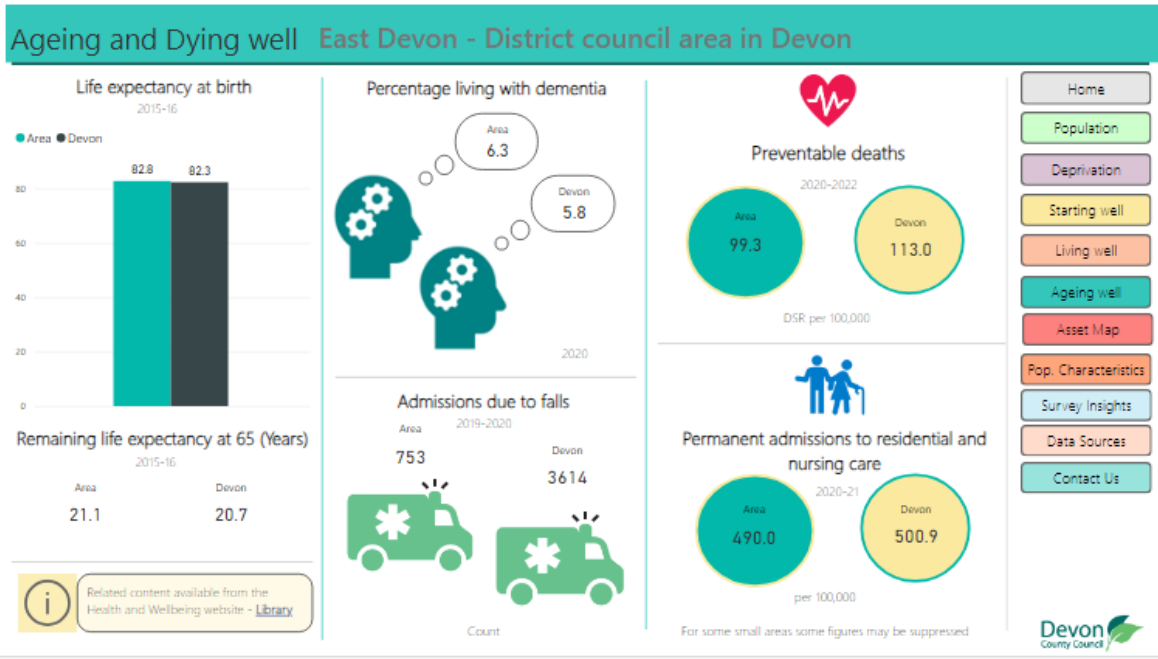 Ageing and Dying well East Devon - District council area in Devon
Life expectancy at birth
2015-16
Area Devon
82.8 82.3
80
60
40
20
0
Remaining life expectancy at 65 (Years)
2015-16
Area Devon
21.1 20.7
i
Related content available from the
Health and Wellbeing website - Library
Percentage living with dementia
Area
6.3
Devon
5.8
2020
Admissions due to falls
2019-2020
Area
753
Devon
3614
Count
Preventable deaths
2020-2022
Area
99.3
Devon
113.0
DSR per 100,000
Permanent admissions to residential and
nursing care
2020-21
Area
490.0
Devon
500.9
per 100,000
For some small areas some figures may be suppressed
Home
Population
Deprivation
Starting well
Living well
Ageing well
Asset Map
Pop. Characteristics
Survey Insights
Data Sources
Contact Us
Devon
County Council